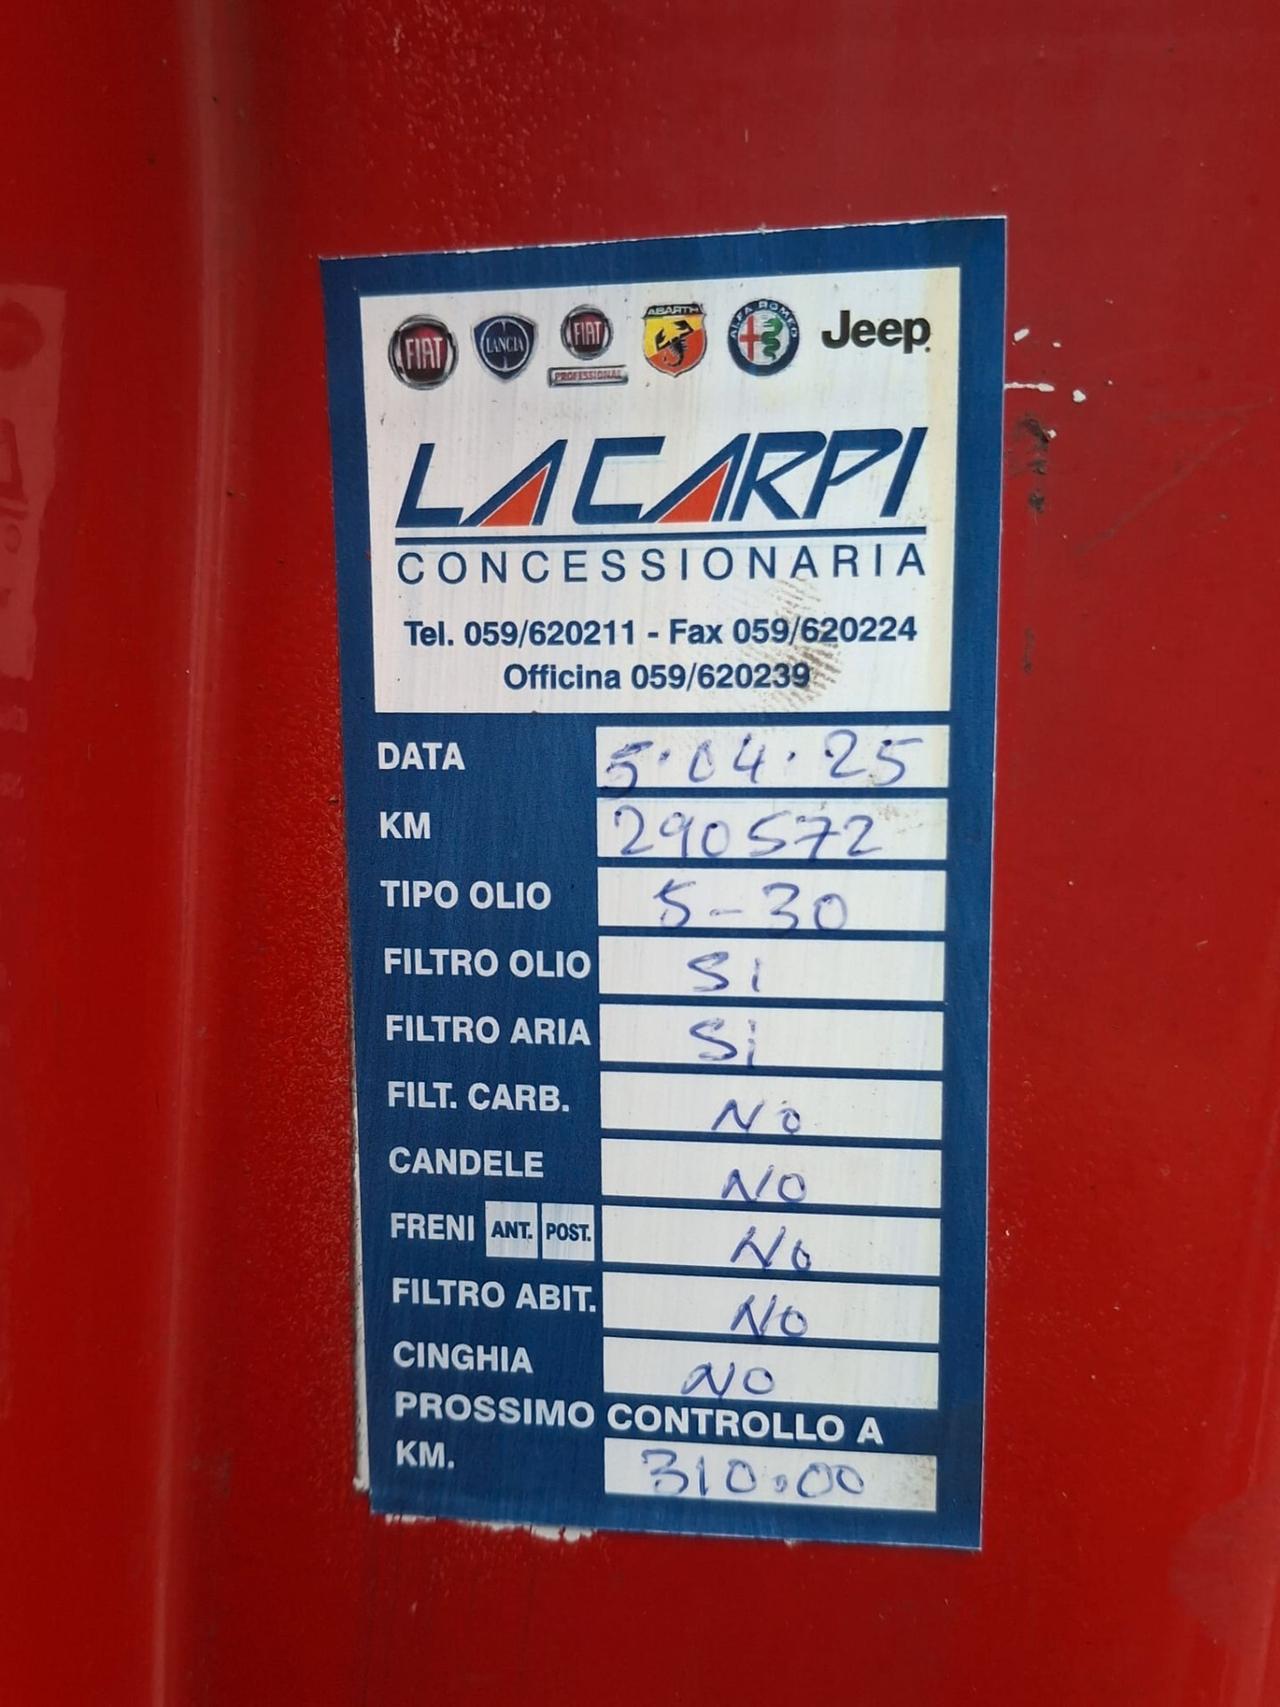 FIAT LANCIA FIAT PROFESSIONAL ABARTH ALFA ROMEO Jeep
LA CARPI
CONCESSIONARIA
Tel. 059/620211 - Fax 059/620224
Officina 059/620239
DATA 5.04.25
KM 290572
TIPO OLIO 5-30
FILTRO OLIO Si
FILTRO ARIA Si
FILT. CARB. NO
CANDELE NO
FRENI ANT. POST. NO
FILTRO ABIT. NO
CINGHIA NO
PROSSIMO CONTROLLO A
KM. 310.00